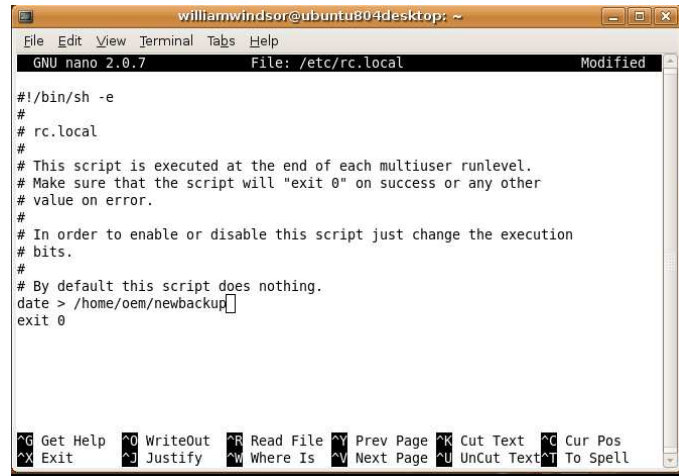 williamwindsor@ubuntu804desktop: ~
File Edit View Terminal Tabs Help
GNU nano 2.0.7 File: /etc/rc.local Modified
#!/bin/sh -e
#
# rc.local
#
# This script is executed at the end of each multiuser runlevel.
# Make sure that the script will "exit 0" on success or any other
# value on error.
#
# In order to enable or disable this script just change the execution
# bits.
#
# By default this script does nothing.
date > /home/oem/newbackup
exit 0
^G Get Help ^O WriteOut ^R Read File ^Y Prev Page ^K Cut Text ^C Cur Pos
^X Exit ^J Justify ^W Where Is ^V Next Page ^U UnCut Text ^T To Spell